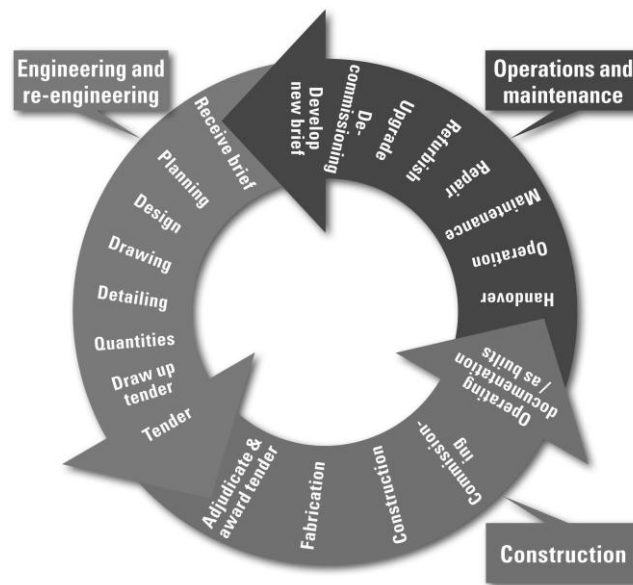 Engineering and
re-engineering
Operations and
maintenance
Construction
Receive brief
Planning
Design
Drawing
Detailing
Quantities
Draw up
tender
Tender
Adjudicate &
award tender
Fabrication
Construction
Commission-
ing
Operating
documentation
/ as builts
Handover
Operation
Maintenance
Repair
Refurbish
Upgrade
De-
commissioning
Develop
new brief